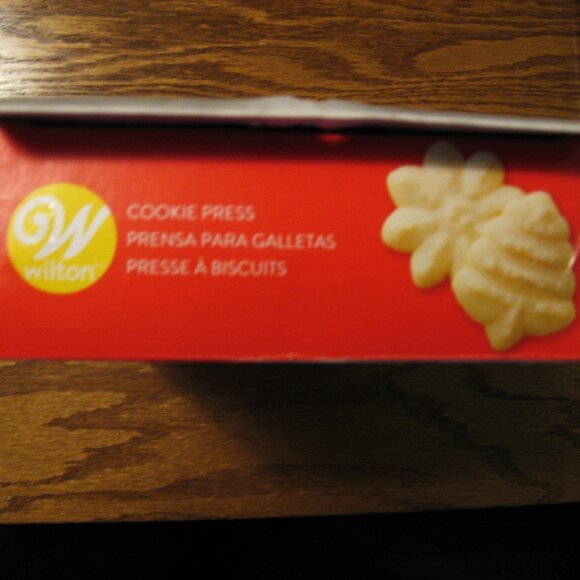 W
wilton
COOKIE PRESS
PRENSA PARA GALLETAS
PRESSE À BISCUITS